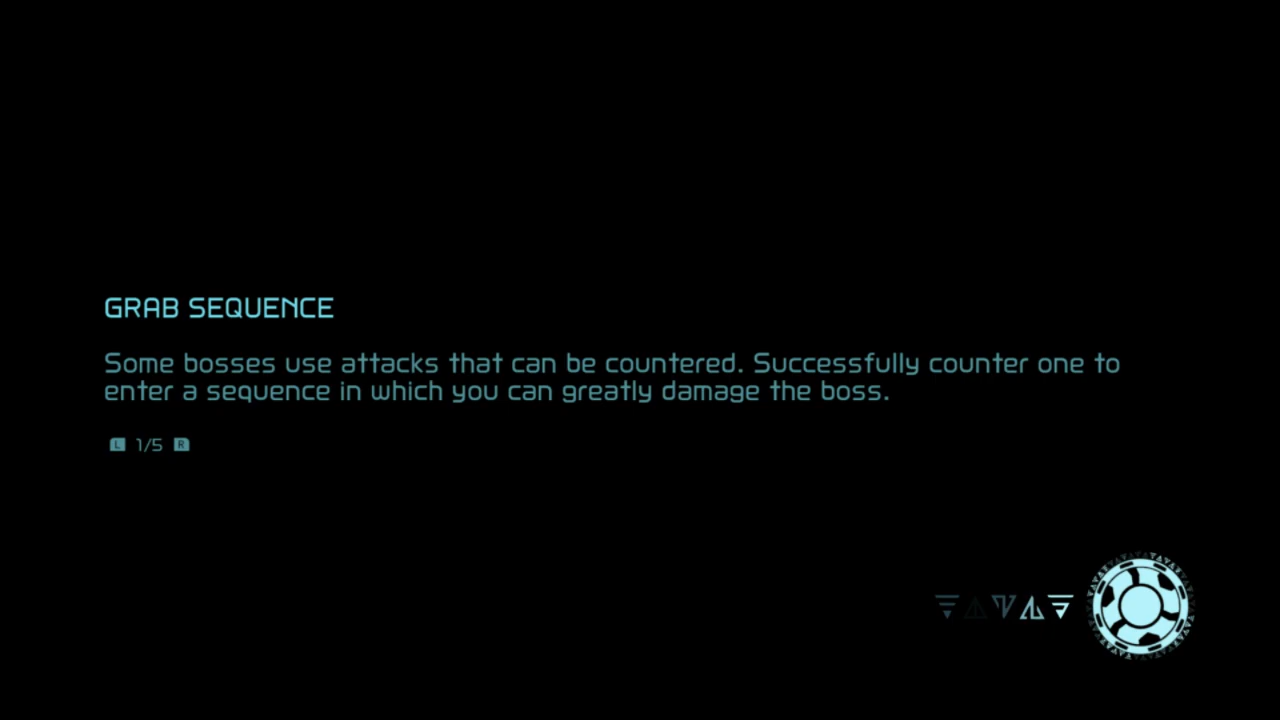 GRAB SEQUENCE
Some bosses use attacks that can be countered. Successfully counter one to
enter a sequence in which you can greatly damage the boss.
L 1/5 R